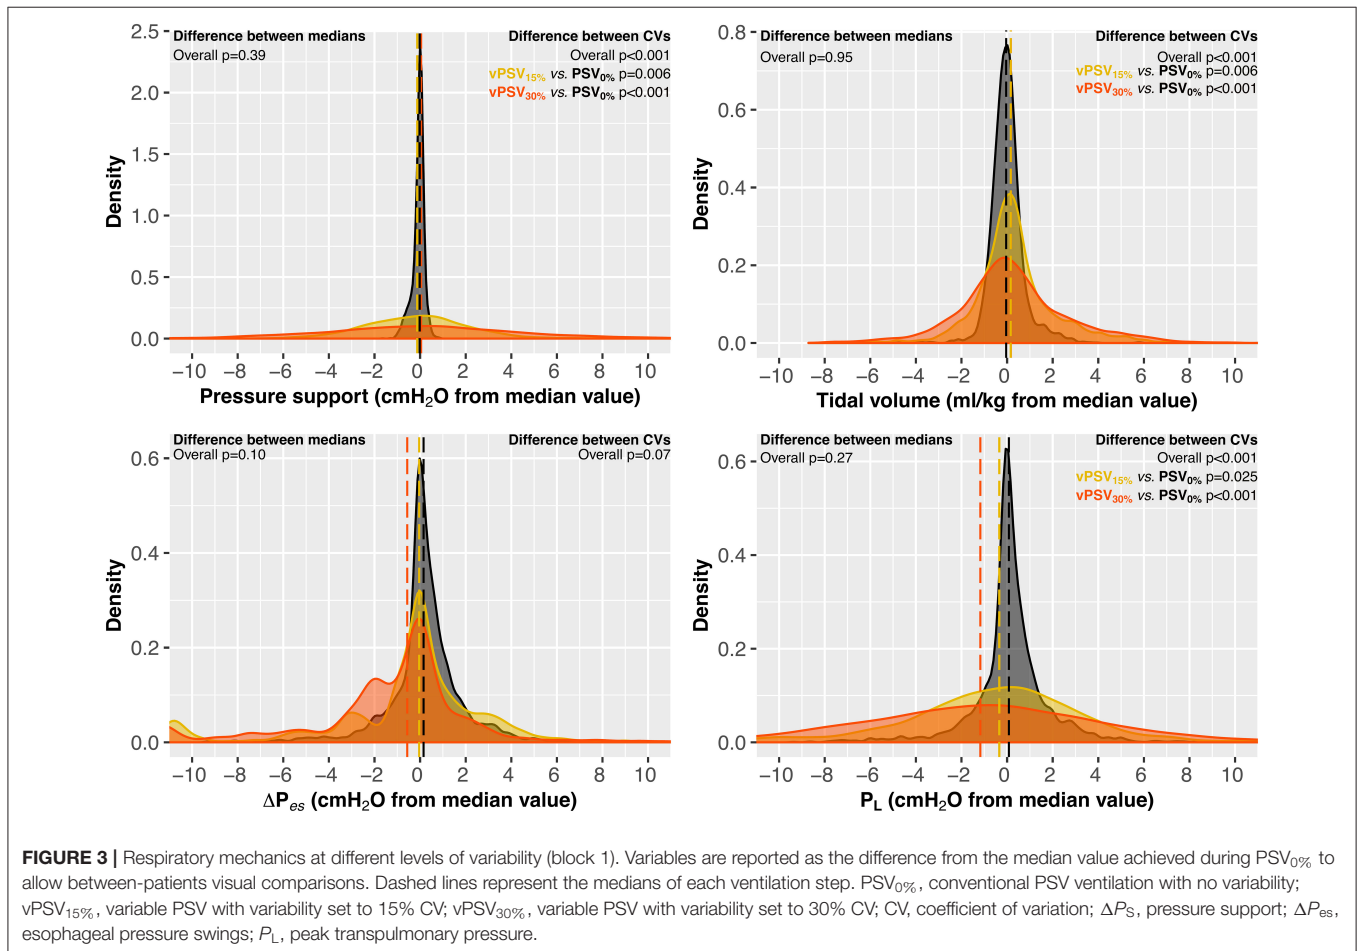 Difference between medians
Overall p=0.39
Difference between CVs
Overall p<0.001
vPSV15% vs. PSV0% p=0.006
vPSV30% vs. PSV0% p<0.001
2.5
2.0
1.5
1.0
0.5
0.0
Density
−10 −8 −6 −4 −2 0 2 4 6 8 10
Pressure support (cmH2O from median value)
Difference between medians
Overall p=0.95
Difference between CVs
Overall p<0.001
vPSV15% vs. PSV0% p=0.006
vPSV30% vs. PSV0% p<0.001
0.8
0.6
0.4
0.2
0.0
Density
−10 −8 −6 −4 −2 0 2 4 6 8 10
Tidal volume (ml/kg from median value)
Difference between medians
Overall p=0.10
Difference between CVs
Overall p=0.07
0.6
0.4
0.2
0.0
Density
−10 −8 −6 −4 −2 0 2 4 6 8 10
ΔPes (cmH2O from median value)
Difference between medians
Overall p=0.27
Difference between CVs
Overall p<0.001
vPSV15% vs. PSV0% p=0.025
vPSV30% vs. PSV0% p<0.001
0.6
0.4
0.2
0.0
Density
−10 −8 −6 −4 −2 0 2 4 6 8 10
PL (cmH2O from median value)
FIGURE 3 | Respiratory mechanics at different levels of variability (block 1). Variables are reported as the difference from the median value achieved during PSV0% to
allow between-patients visual comparisons. Dashed lines represent the medians of each ventilation step. PSV0%, conventional PSV ventilation with no variability;
vPSV15%, variable PSV with variability set to 15% CV; vPSV30%, variable PSV with variability set to 30% CV; CV, coefficient of variation; ΔPS, pressure support; ΔPes,
esophageal pressure swings; PL, peak transpulmonary pressure.